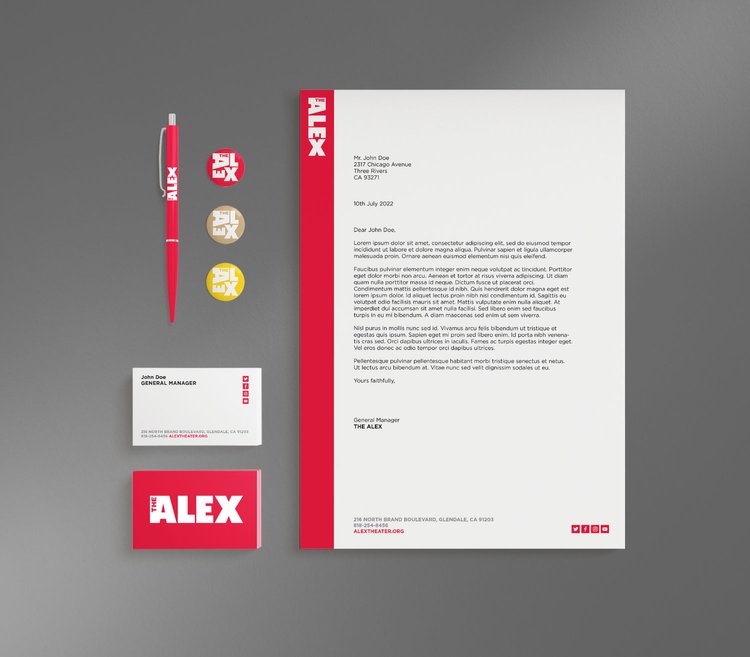 THE
ALEX
Mr. John Doe
2317 Chicago Avenue
Three Rivers
CA 93271
10th July 2022
Dear John Doe,
Lorem ipsum dolor sit amet, consectetur adipiscing elit, sed do eiusmod tempor
incididunt ut labore et dolore magna aliqua. Pulvinar sapien et ligula ullamcorper
malesuada proin. Ornare aenean euismod elementum nisi quis eleifend.
Faucibus pulvinar elementum integer enim neque volutpat ac tincidunt. Porttitor
eget dolor morbi non arcu. Aenean et tortor at risus viverra adipiscing. Ut diam
quam nulla porttitor massa id neque. Dictum fusce ut placerat orci.
Condimentum mattis pellentesque id nibh. Quis hendrerit dolor magna eget est
lorem ipsum dolor. Id aliquet lectus proin nibh nisl condimentum id. Sagittis eu
volutpat odio facilisis mauris sit amet. Mattis vulputate enim nulla aliquet. At
imperdiet dui accumsan sit amet nulla facilisi. Sed libero enim sed faucibus
turpis in eu mi bibendum. A diam maecenas sed enim ut sem viverra.
Nisl purus in mollis nunc sed id. Vivamus arcu felis bibendum ut tristique et
egestas quis ipsum. Sapien eget mi proin sed libero enim sed. Id porta nibh venena-
tis cras sed. Orci dapibus ultrices in iaculis. Fames ac turpis egestas integer eget.
Vel eros donec ac odio tempor orci dapibus ultrices.
Pellentesque pulvinar pellentesque habitant morbi tristique senectus et netus.
Ut lectus arcu bibendum at. Vitae nunc sed velit dignissim sodales ut eu.
Yours faithfully,
General Manager
THE ALEX
216 NORTH BRAND BOULEVARD, GLENDALE, CA 91203
818-254-8456
ALEXTHEATER.ORG
THE
ALEX
THE
ALEX
THE
ALEX
THE
ALEX
John Doe
GENERAL MANAGER
216 NORTH BRAND BOULEVARD, GLENDALE, CA 91203
818-254-8456 ALEXTHEATER.ORG
THE
ALEX